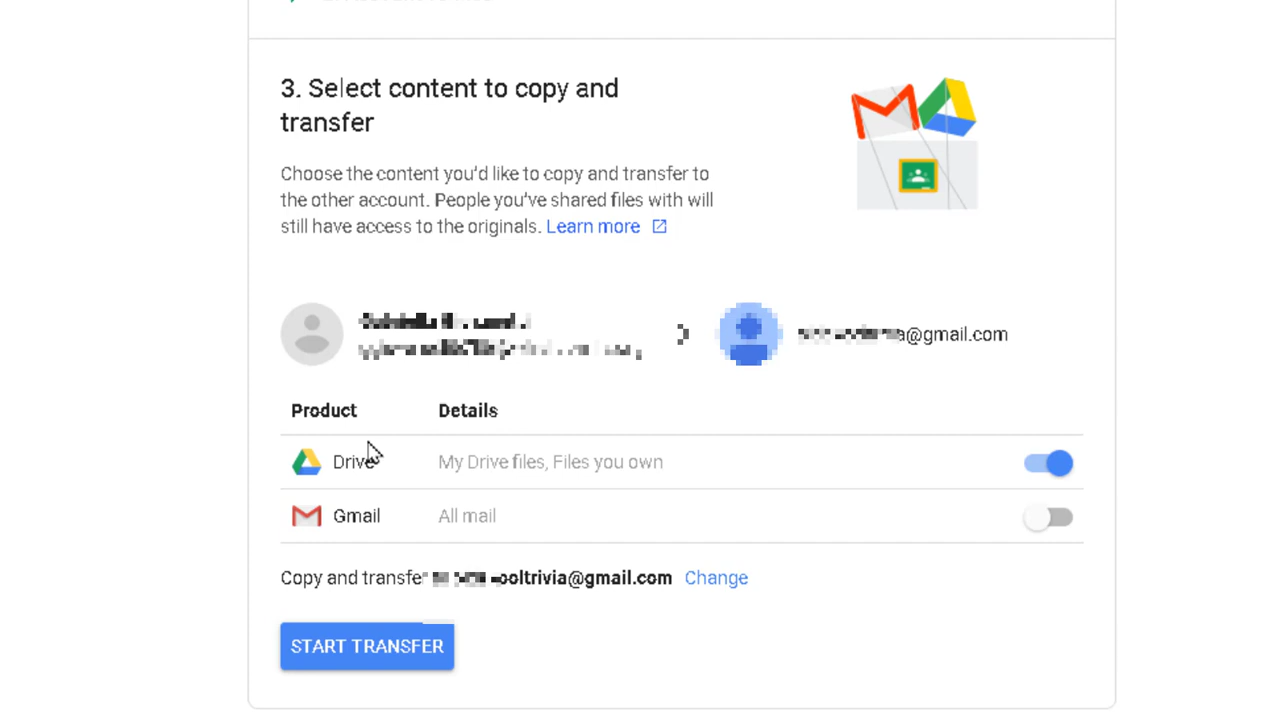 3. Select content to copy and
transfer
Choose the content you'd like to copy and transfer to
the other account. People you've shared files with will
still have access to the originals. Learn more
a@gmail.com
Product Details
Drive My Drive files, Files you own
Gmail All mail
Copy and transfer ooltrivia@gmail.com Change
START TRANSFER